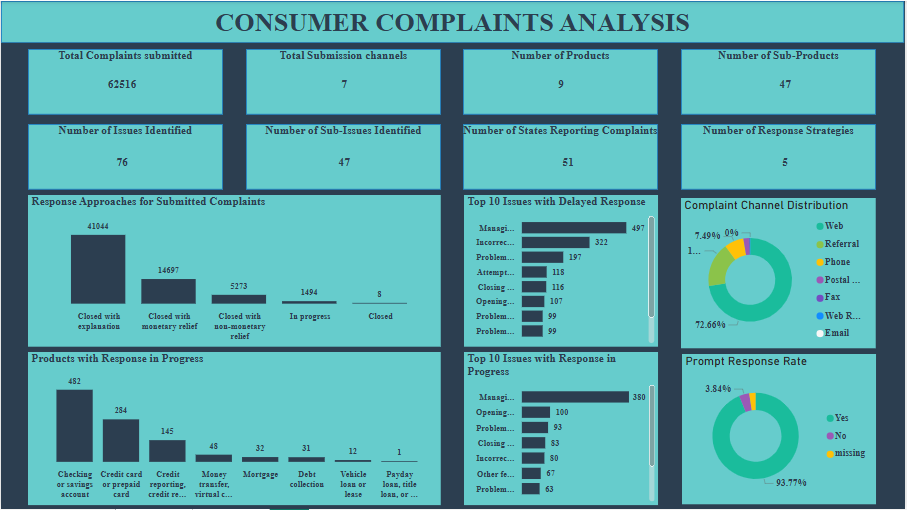 CONSUMER COMPLAINTS ANALYSIS
Total Complaints submitted
62516
Total Submission channels
7
Number of Products
9
Number of Sub-Products
47
Number of Issues Identified
76
Number of Sub-Issues Identified
47
Number of States Reporting Complaints
51
Number of Response Strategies
5
Response Approaches for Submitted Complaints
41044
14697
5273
1494
8
Closed with
explanation
Closed with
monetary relief
Closed with
non-monetary
relief
In progress
Closed
Top 10 Issues with Delayed Response
Managi... 497
Incorrec... 322
Problem... 197
Attempt... 118
Closing ... 116
Opening... 107
Problem... 99
Problem... 99
Complaint Channel Distribution
7.49%
0%
1...
72.66%
Web
Referral
Phone
Postal ...
Fax
Web R...
Email
Products with Response in Progress
482
284
145
48
32
31
12
1
Checking
or savings
account
Credit card
or prepaid
card
Credit
reporting,
credit re...
Money
transfer,
virtual c...
Mortgage
Debt
collection
Vehicle
loan or
lease
Payday
loan, title
loan, or ...
Top 10 Issues with Response in
Progress
Managi... 380
Opening... 100
Problem... 93
Closing ... 83
Incorrec... 80
Other fe... 67
Problem... 63
Prompt Response Rate
3.84%
93.77%
Yes
No
missing